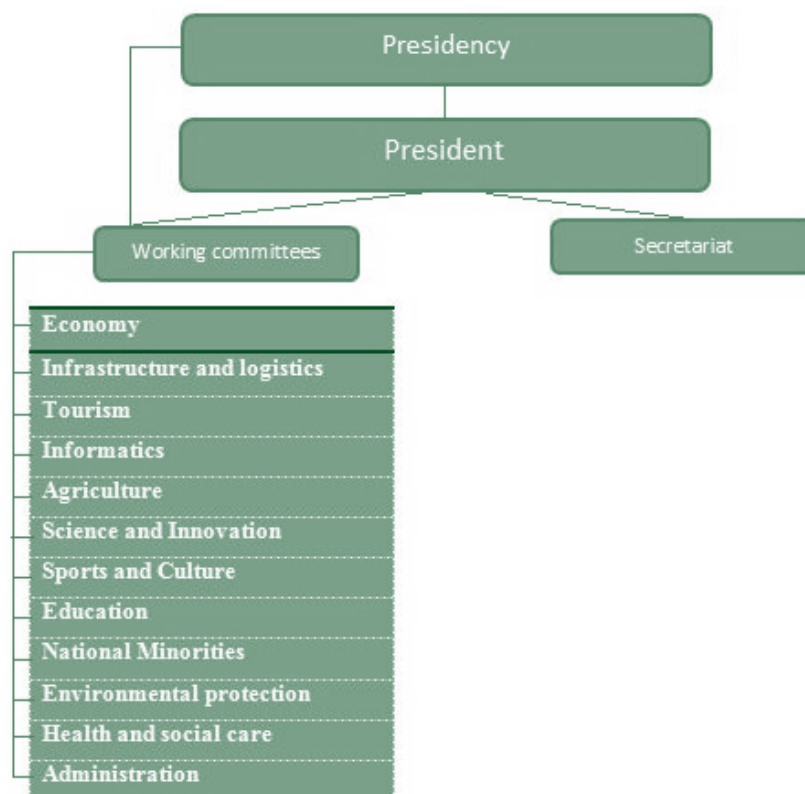 Presidency
President
Working committees
Secretariat
Economy
Infrastructure and logistics
Tourism
Informatics
Agriculture
Science and Innovation
Sports and Culture
Education
National Minorities
Environmental protection
Health and social care
Administration